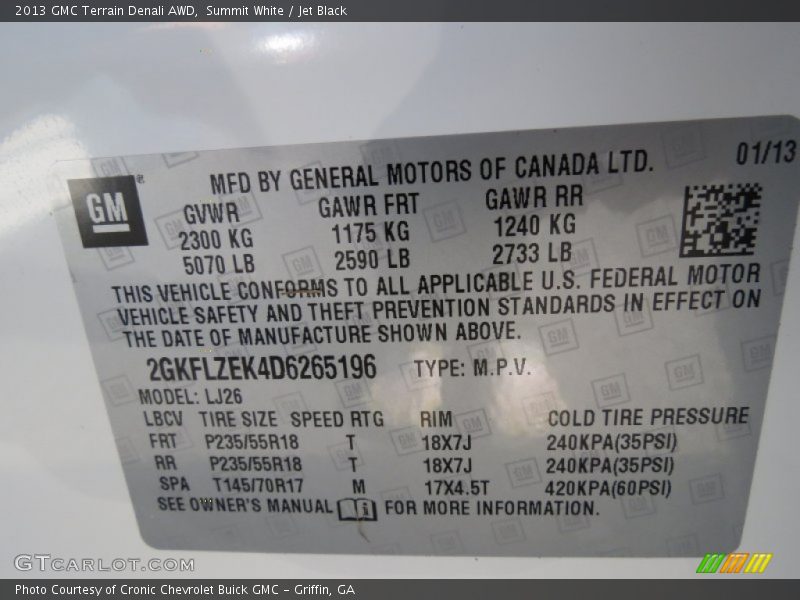 2013 GMC Terrain Denali AWD,  Summit White / Jet Black
01/13
MFD BY GENERAL MOTORS OF CANADA LTD.
GM
GVWR GAWR FRT GAWR RR
2300 KG 1175 KG 1240 KG
5070 LB 2590 LB 2733 LB
THIS VEHICLE CONFORMS TO ALL APPLICABLE U.S. FEDERAL MOTOR
VEHICLE SAFETY AND THEFT PREVENTION STANDARDS IN EFFECT ON
THE DATE OF MANUFACTURE SHOWN ABOVE.
2GKFLZEK4D6265196 TYPE: M.P.V.
MODEL: LJ26
LBCV TIRE SIZE SPEED RTG RIM COLD TIRE PRESSURE
FRT P235/55R18 T 18X7J 240KPA(35PSI)
RR P235/55R18 T 18X7J 240KPA(35PSI)
SPA T145/70R17 M 17X4.5T 420KPA(60PSI)
SEE OWNER'S MANUAL FOR MORE INFORMATION.
GTCarLot.com
Photo Courtesy of Cronic Chevrolet Buick GMC - Griffin, GA